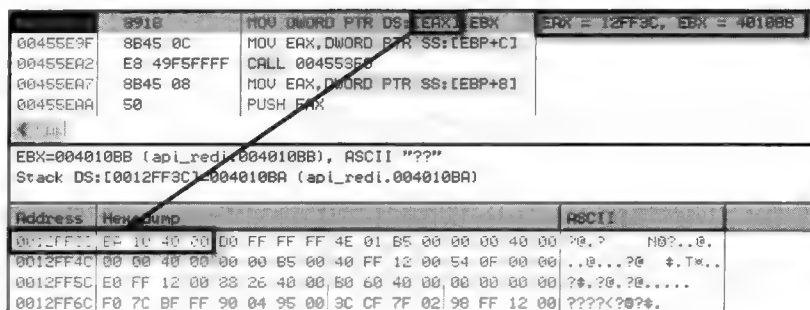 8918 MOV DWORD PTR DS:[EAX],EBX EAX = 12FF3C, EBX = 4010BB
00455E9F 8B45 0C MOV EAX,DWORD PTR SS:[EBP+C]
00455EA2 E8 49F5FFFF CALL
00455EA7 8B45 08 MOV EAX,DWORD PTR SS:[EBP+8]
00455EAA 50 PUSH EAX
EBX=004010BB (api_redi.004010BB), ASCII "??"
Stack DS:[0012FF3C]=004010BA (api_redi.004010BA)
Address Hex dump ASCII
10 40 00 D0 FF FF FF 4E 01 B5 00 00 00 40 00
0012FF4C 00 00 40 00 00 00 B5 00 40 FF 12 00 54 0F 00 00
0012FF5C E0 FF 12 00 88 26 40 00 B0 60 40 00 00 00 00 00
0012FF6C F0 7C BF FF 90 04 95 00 3C CF 7F 02 98 FF 12 00